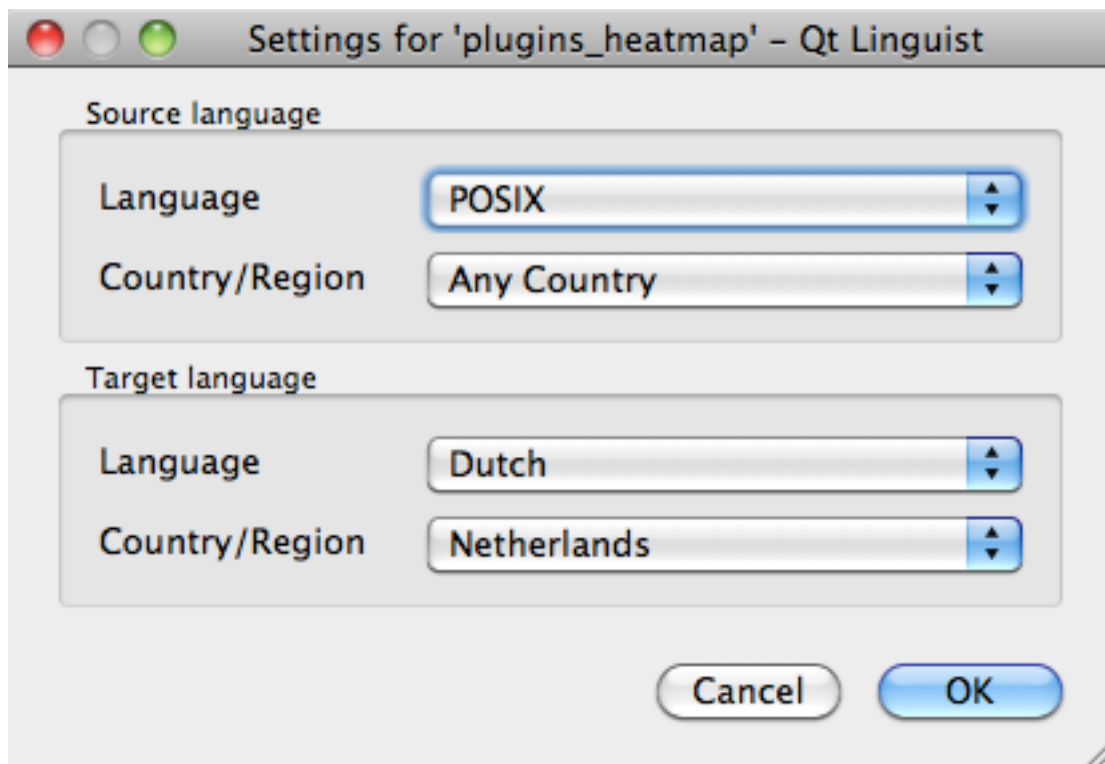 Settings for 'plugins_heatmap' – Qt Linguist
Source language
Language POSIX
Country/Region Any Country
Target language
Language Dutch
Country/Region Netherlands
Cancel OK